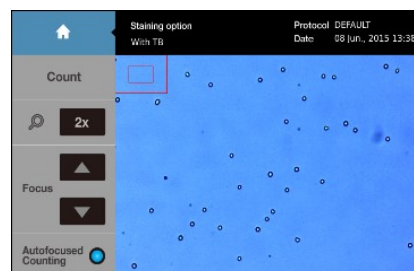 Staining option
With TB
Protocol DEFAULT
Date 08 Jun., 2015 13:38
Count
2x
Focus
Autofocused
Counting